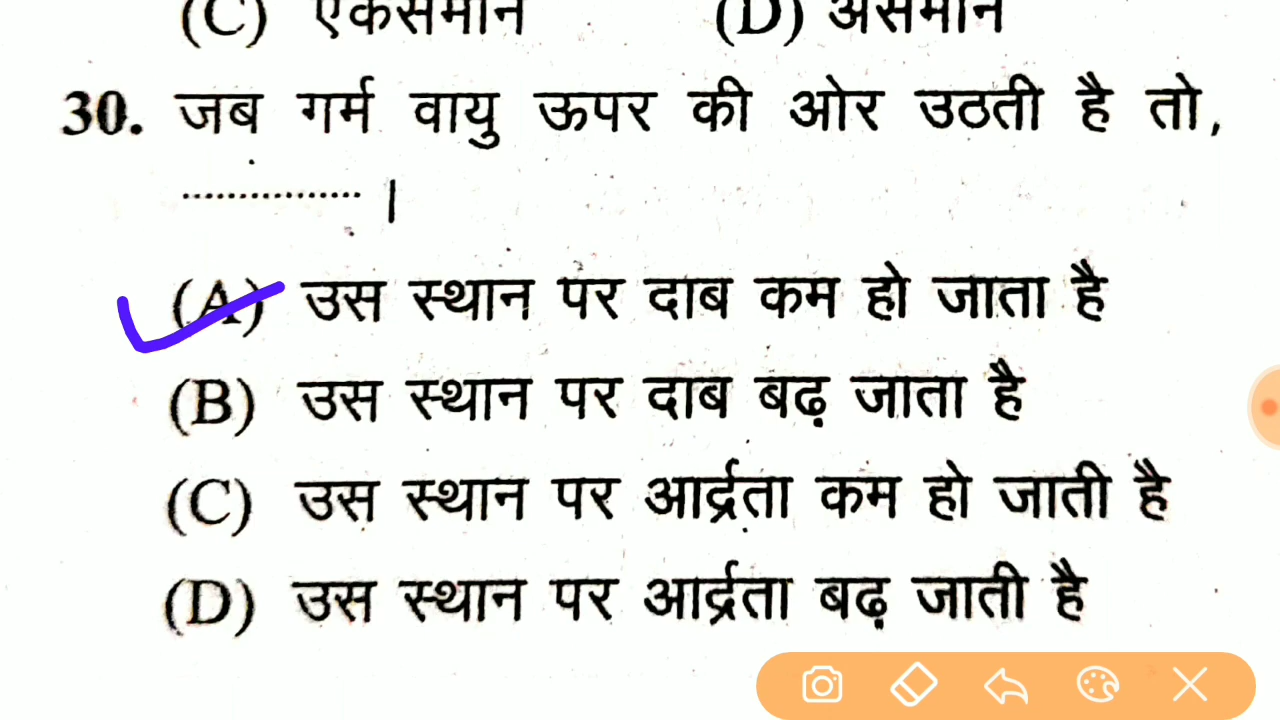 (C) एकसमान (D) असमान
30. जब गर्म वायु ऊपर की ओर उठती है तो,
................ |
(A) उस स्थान पर दाब कम हो जाता है
(B) उस स्थान पर दाब बढ़ जाता है
(C) उस स्थान पर आर्द्रता कम हो जाती है
(D) उस स्थान पर आर्द्रता बढ़ जाती है